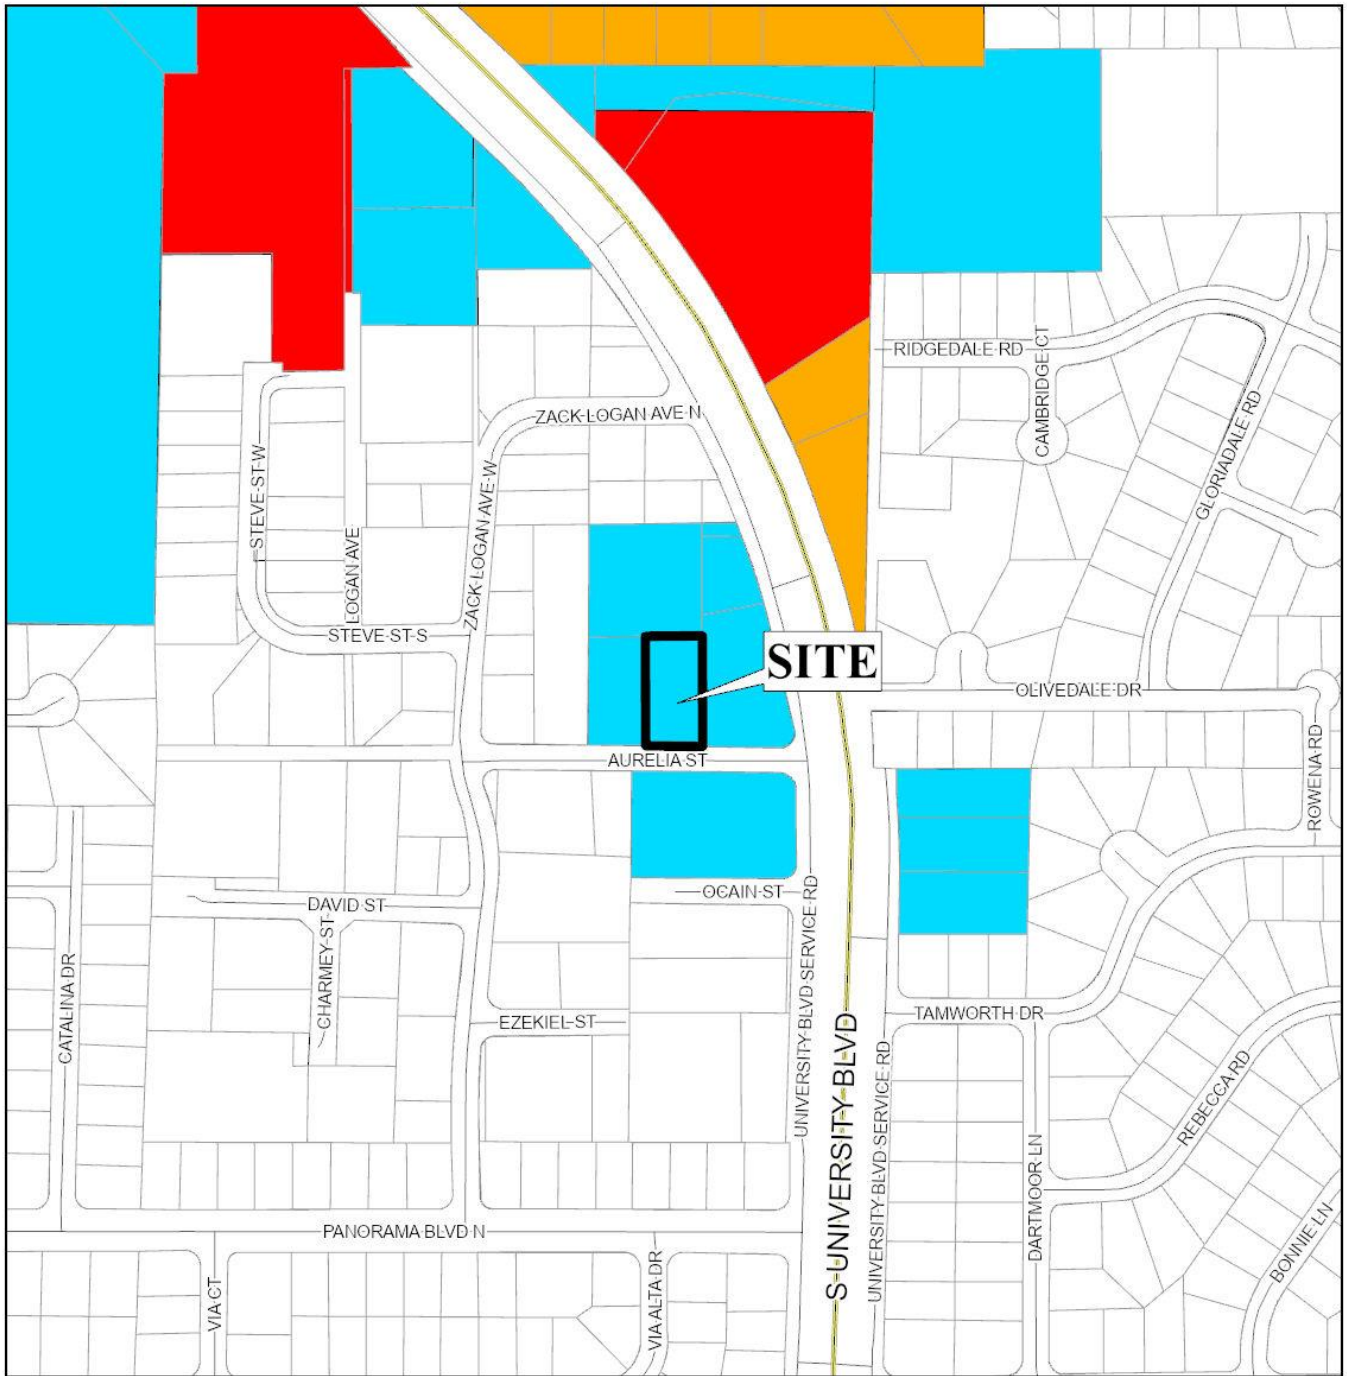 RIDGEDALE RD
CAMBRIDGE CT
ZACK LOGAN AVE N
GLORIADALE RD
STEVE ST W
ZACK LOGAN AVE W
LOGAN AVE
STEVE ST S
SITE
OLIVEDALE DR
AURELIA ST
ROWENA RD
OCAIN ST
DAVID ST
CHARMEY ST
UNIVERSITY BLVD SERVICE RD
CATALINA DR
TAMWORTH DR
EZEKIEL ST
S UNIVERSITY BLVD
UNIVERSITY BLVD SERVICE RD
REBECCA RD
DARTMOOR LN
PANORAMA BLVD N
BONNIE LN
VIA CT
VIA ALTA DR